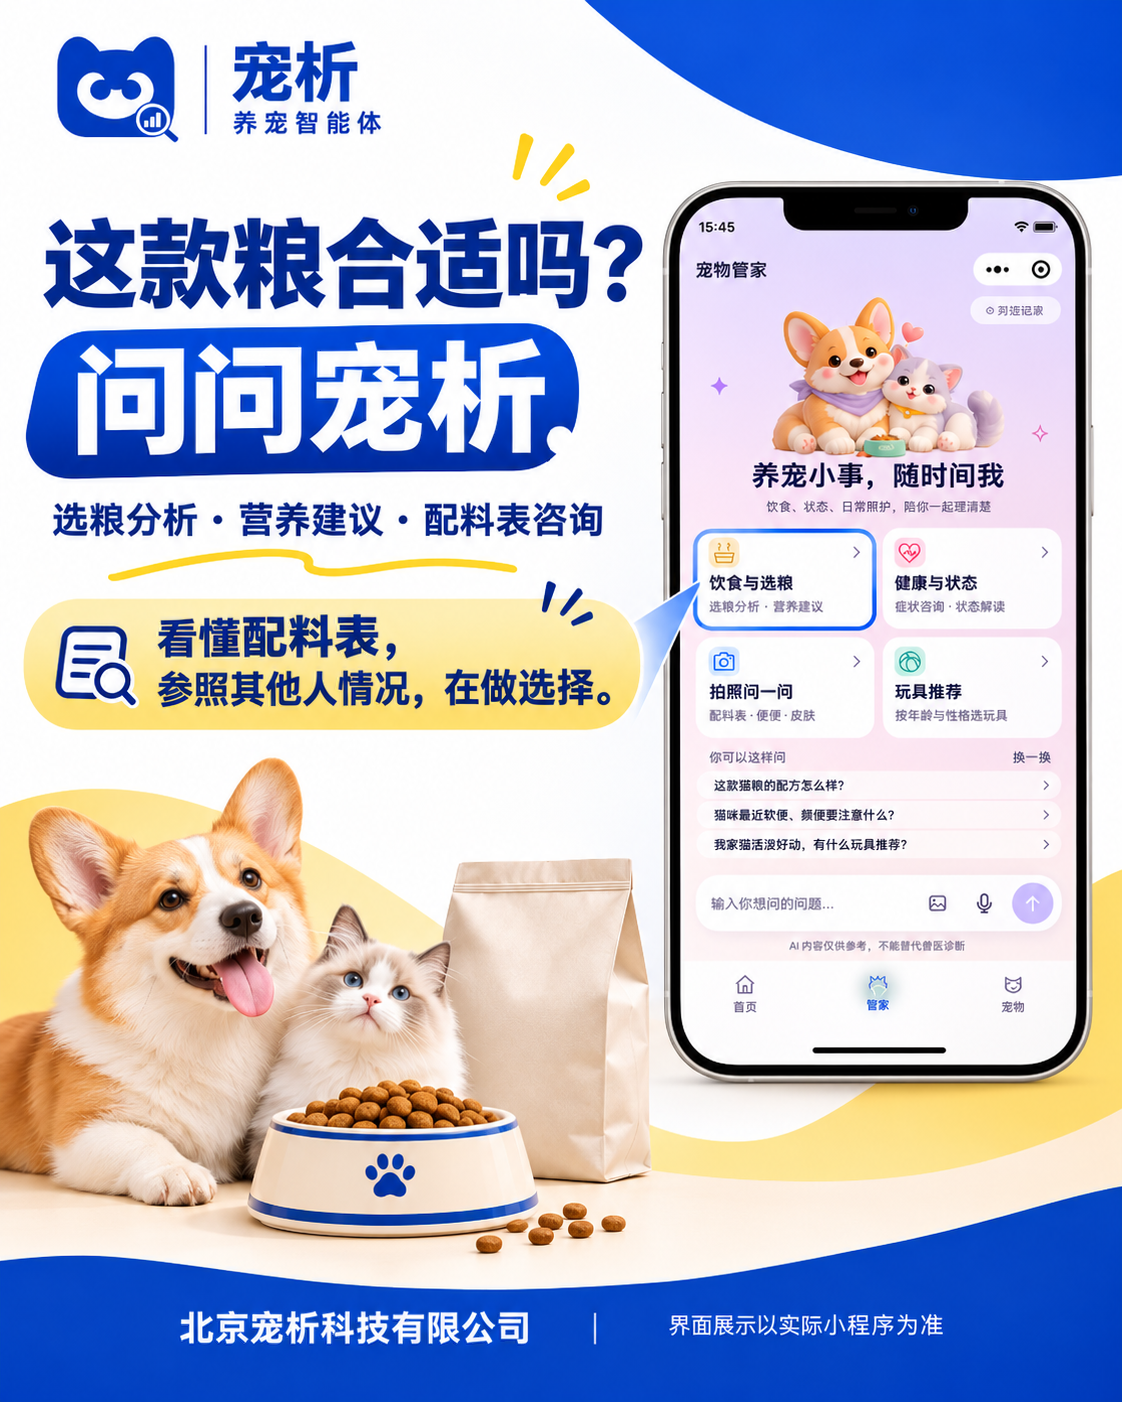 宠析
养宠智能体
这款粮合适吗?
问问宠析.
选粮分析·营养建议·配料表咨询
看懂配料表，
参照其他人情况，在做选择。
15:45
宠物管家
养宠小事，随时间我
饮食、状态、日常照护，陪你一起理清楚
饮食与选粮
选粮分析·营养建议
健康与状态
症状咨询·状态解读
拍照问一问
配料表·便便·皮肤
玩具推荐
按年龄与性格选玩具
你可以这样问
换一换
这款猫粮的配方怎么样?
猫咪最近软便、频便要注意什么?
我家猫活泼好动，有什么玩具推荐?
输入你想问的问题...
AI 内容仅供参考，不能替代兽医诊断
首页
管家
宠物
北京宠析科技有限公司
界面展示以实际小程序为准